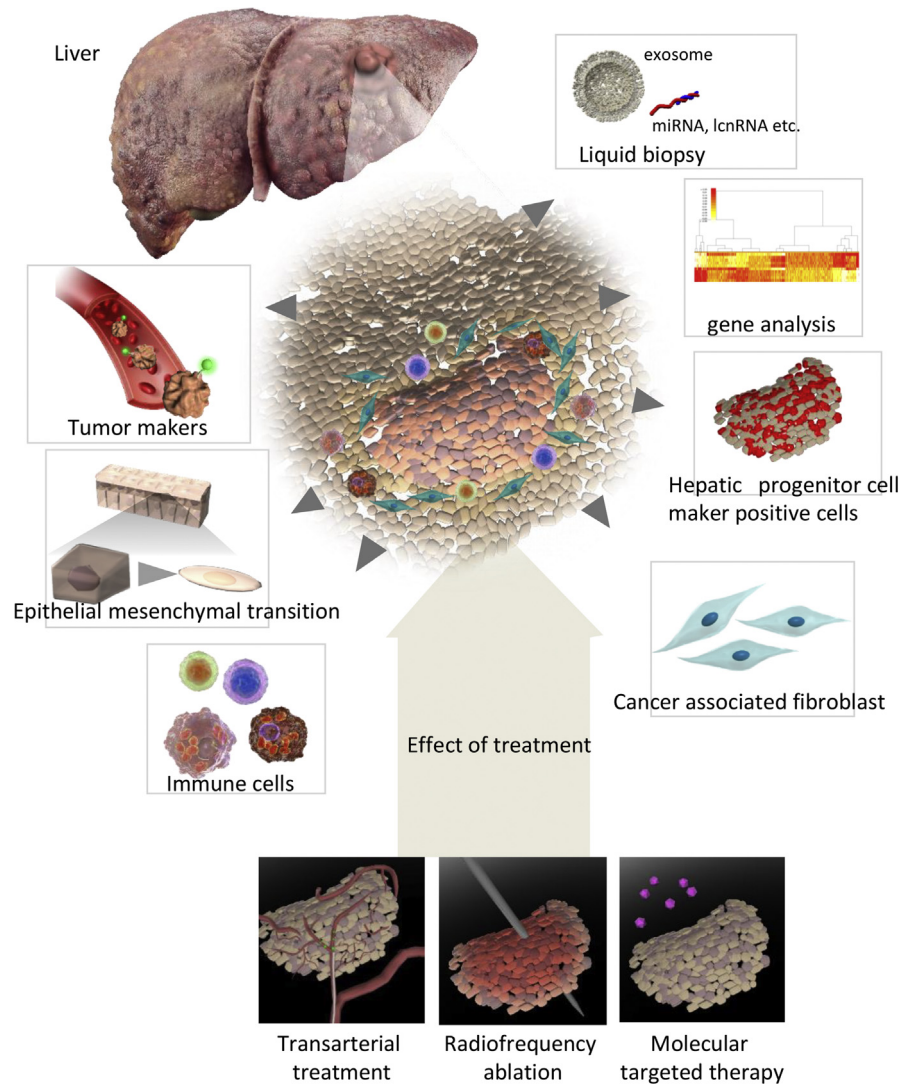 Liver
exosome
miRNA, lcnRNA etc.
Liquid biopsy
gene analysis
Tumor makers
Hepatic progenitor cell
maker positive cells
Epithelial mesenchymal transition
Cancer associated fibroblast
Immune cells
Effect of treatment
Transarterial
treatment
Radiofrequency
ablation
Molecular
targeted therapy